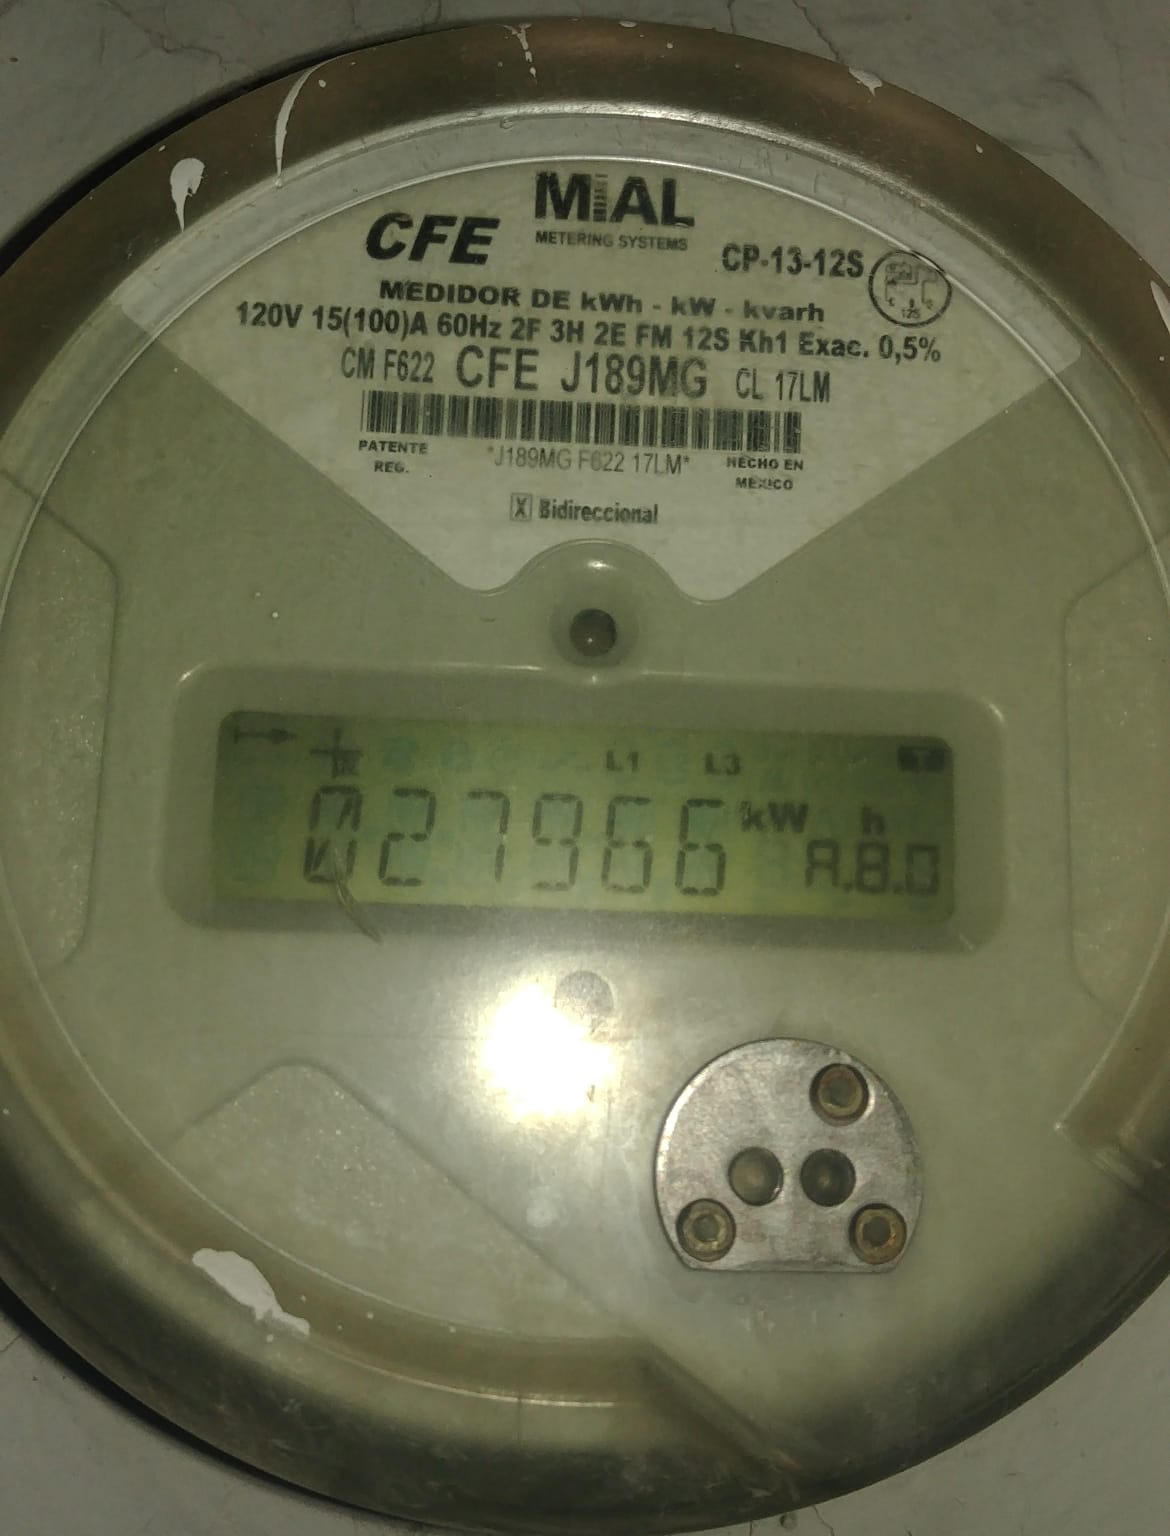 MIAL
CFE
METERING SYSTEMS
CP-13-12S
12S
MEDIDOR DE kWh - kW - kvarh
120V 15(100)A 60Hz 2F 3H 2E FM 12S Kh1 Exac. 0,5%
CM F622 CFE J189MG CL 17LM
PATENTE REG.
*J189MG F622 17LM*
HECHO EN MÉXICO
X Bidireccional
L1 L3
027966 kW h A.8.0